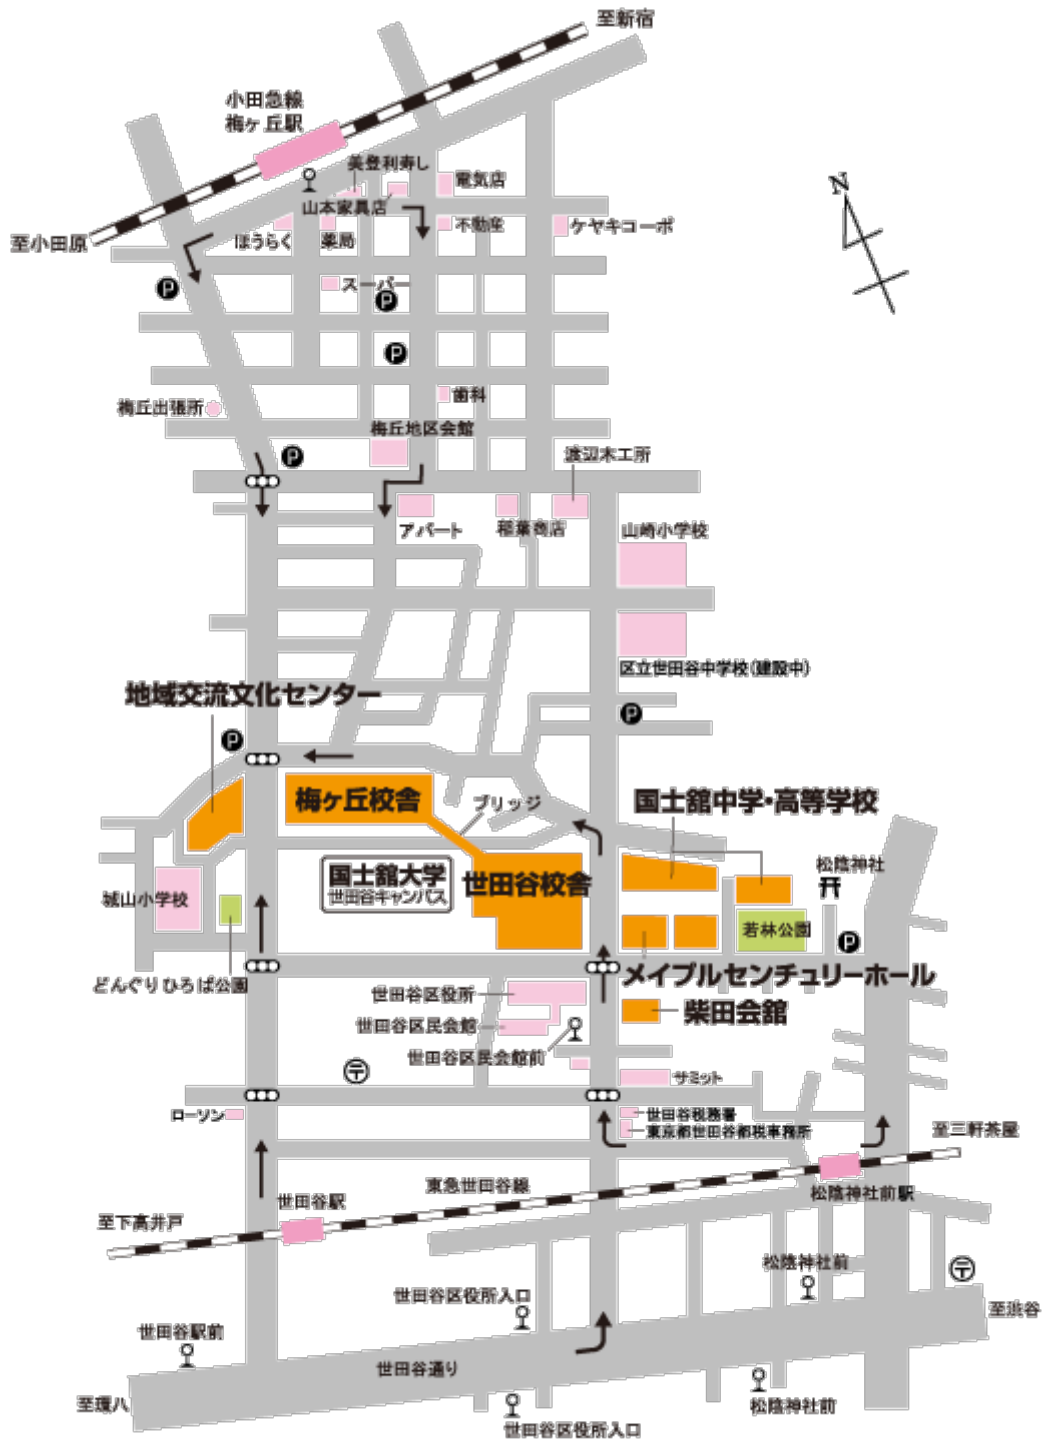 至新宿
小田急線
梅ヶ丘駅
美登利寿し
電気店
山本家具店
不動産
ケヤキコーポ
N
至小田原
ほうらく
薬局
スーパー
P
P
P
歯科
梅丘出張所
梅丘地区会館
P
渡辺木工所
アパート
稲葉商店
山崎小学校
区立世田谷中学校(建設中)
地域交流文化センター
P
P
梅ヶ丘校舎
ブリッジ
国士舘中学・高等学校
国士舘大学
世田谷キャンパス
世田谷校舎
松陰神社
城山小学校
若林公園
P
どんぐりひろば公園
メイプルセンチュリーホール
世田谷区役所
柴田会舘
世田谷区民会館
世田谷区民会館前
〒
サミット
ローソン
世田谷税務署
東京都世田谷都税事務所
至三軒茶屋
東急世田谷線
松陰神社前駅
世田谷駅
至下高井戸
松陰神社前
〒
世田谷区役所入口
至渋谷
世田谷駅前
世田谷通り
至環八
松陰神社前
世田谷区役所入口